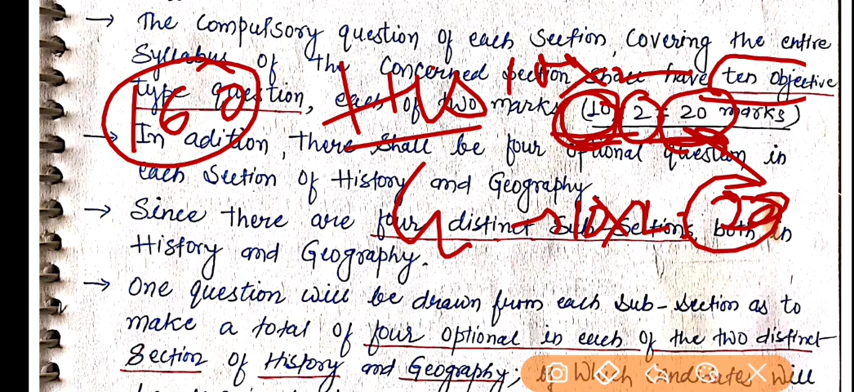 → The Compulsory question of each Section, Covering the entire
Syllabus of the Concerned Section Shall have ten Objective
type question, each of two marks (10 2 = 20 marks)
→ In adition, there shall be four optional question in
each Section of History and Geography
→ Since there are four distinct Sub-Sections both in
History and Geography.
→ One question will be drawn from each sub-section as to
make a total of four optional in each of the two distinct
Section of History and Geography; of which candidates will
160
20